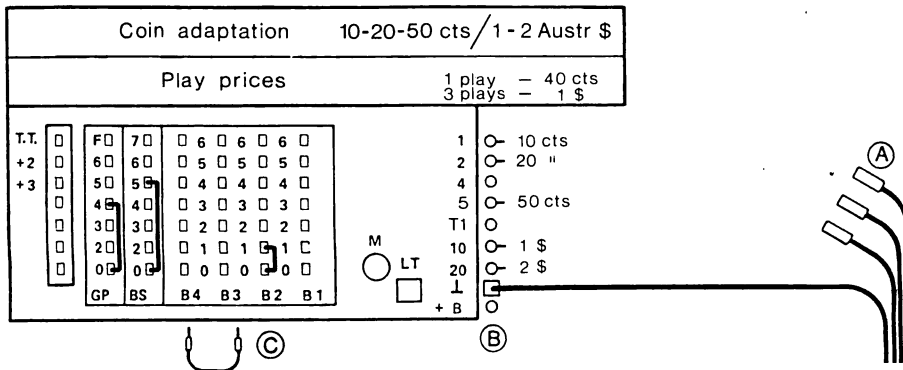 Coin adaptation 10-20-50 cts/1-2 Austr $
Play prices 1 play — 40 cts
3 plays — 1 $
T.T. F 7 6 6 6 6 1 10 cts
+2 6 6 5 5 5 5 2 20 "
+3 5 5 4 4 4 4 4
4 4 3 3 3 3 5 50 cts
3 3 2 2 2 2 T1
2 2 1 1 1 1 10 1 $
0 0 0 0 0 0 20 2 $
GP BS B4 B3 B2 B1 M LT ⊥
+ B
A
B
C